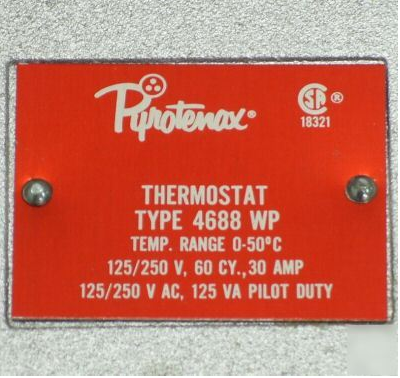 Pyrotenax®
SA ®
18321
THERMOSTAT
TYPE 4688 WP
TEMP. RANGE 0-50°C
125/250 V, 60 CY., 30 AMP
125/250 V AC, 125 VA PILOT DUTY